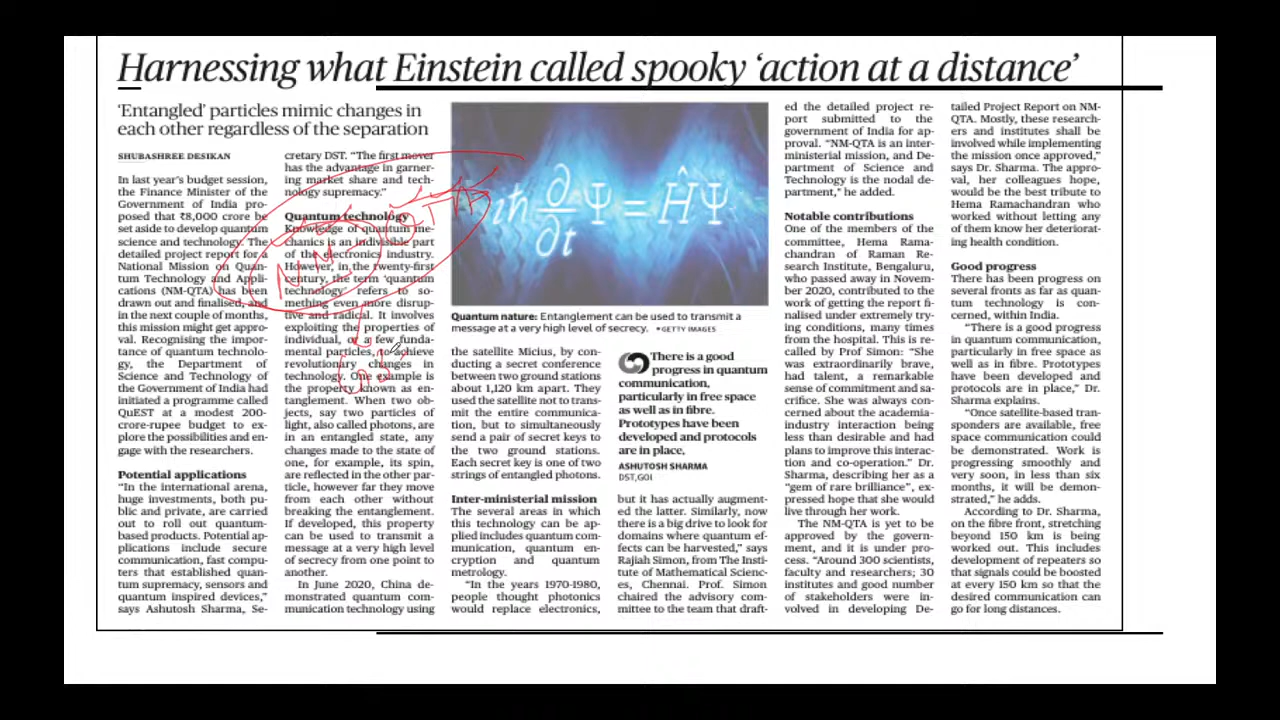 Harnessing what Einstein called spooky ‘action at a distance’
‘Entangled’ particles mimic changes in
each other regardless of the separation
SHUBASHREE DESIKAN
In last year’s budget session,
the Finance Minister of the
Government of India pro-
posed that ₹8,000 crore be
set aside to develop quantum
science and technology. The
detailed project report for a
National Mission on Quan-
tum Technology and Appli-
cations (NM-QTA) has been
drawn out and finalised, and
in the next couple of months,
this mission might get appro-
val. Recognising the impor-
tance of quantum technolo-
gy, the Department of
Science and Technology of
the Government of India had
initiated a programme called
QuEST at a modest 200-
crore-rupee budget to ex-
plore the possibilities and en-
gage with the researchers.
Potential applications
“In the international arena,
huge investments, both pu-
blic and private, are carried
out to roll out quantum-
based products. Potential ap-
plications include secure
communication, fast compu-
ters that established quan-
tum supremacy, sensors and
quantum inspired devices,”
says Ashutosh Sharma, Se-
cretary DST. “The first mover
has the advantage in garner-
ing market share and tech-
nology supremacy.”
Quantum technology
Knowledge of quantum me-
chanics is an indivisible part
of the electronics industry.
However, in the twenty-first
century, the term ‘quantum
technology’ refers to so-
mething even more disrup-
tive and radical. It involves
exploiting the properties of
individual, or a few funda-
mental particles, to achieve
revolutionary changes in
technology. One example is
the property known as en-
tanglement. When two ob-
jects, say two particles of
light, also called photons, are
in an entangled state, any
changes made to the state of
one, for example, its spin,
are reflected in the other par-
ticle, however far they move
from each other without
breaking the entanglement.
If developed, this property
can be used to transmit a
message at a very high level
of secrecy from one point to
another.
In June 2020, China de-
monstrated quantum com-
munication technology using
NM-QTA
iħ ∂/∂t Ψ = ĤΨ
Quantum nature: Entanglement can be used to transmit a
message at a very high level of secrecy. •GETTY IMAGES
the satellite Micius, by con-
ducting a secret conference
between two ground stations
about 1,120 km apart. They
used the satellite not to trans-
mit the entire communica-
tion, but to simultaneously
send a pair of secret keys to
the two ground stations.
Each secret key is one of two
strings of entangled photons.
Inter-ministerial mission
The several areas in which
this technology can be ap-
plied includes quantum com-
munication, quantum en-
cryption and quantum
metrology.
“In the years 1970-1980,
people thought photonics
would replace electronics,
There is a good
progress in quantum
communication,
particularly in free space
as well as in fibre.
Prototypes have been
developed and protocols
are in place,
ASHUTOSH SHARMA
DST,GOI
but it has actually augment-
ed the latter. Similarly, now
there is a big drive to look for
domains where quantum ef-
fects can be harvested,” says
Rajiah Simon, from The Insti-
tute of Mathematical Scienc-
es, Chennai. Prof. Simon
chaired the advisory com-
mittee to the team that draft-
ed the detailed project re-
port submitted to the
government of India for ap-
proval. “NM-QTA is an inter-
ministerial mission, and De-
partment of Science and
Technology is the nodal de-
partment,” he added.
Notable contributions
One of the members of the
committee, Hema Rama-
chandran of Raman Re-
search Institute, Bengaluru,
who passed away in Novem-
ber 2020, contributed to the
work of getting the report fi-
nalised under extremely try-
ing conditions, many times
from the hospital. This is re-
called by Prof Simon: “She
was extraordinarily brave,
had talent, a remarkable
sense of commitment and sa-
crifice. She was always con-
cerned about the academia-
industry interaction being
less than desirable and had
plans to improve this interac-
tion and co-operation.” Dr.
Sharma, describing her as a
“gem of rare brilliance”, ex-
pressed hope that she would
live through her work.
The NM-QTA is yet to be
approved by the govern-
ment, and it is under pro-
cess. “Around 300 scientists,
faculty and researchers; 30
institutes and good number
of stakeholders were in-
volved in developing De-
tailed Project Report on NM-
QTA. Mostly, these research-
ers and institutes shall be
involved while implementing
the mission once approved,”
says Dr. Sharma. The appro-
val, her colleagues hope,
would be the best tribute to
Hema Ramachandran who
worked without letting any
of them know her deteriorat-
ing health condition.
Good progress
There has been progress on
several fronts as far as quan-
tum technology is con-
cerned, within India.
“There is a good progress
in quantum communication,
particularly in free space as
well as in fibre. Prototypes
have been developed and
protocols are in place,” Dr.
Sharma explains.
“Once satellite-based tran-
sponders are available, free
space communication could
be demonstrated. Work is
progressing smoothly and
very soon, in less than six
months, it will be demon-
strated,” he adds.
According to Dr. Sharma,
on the fibre front, stretching
beyond 150 km is being
worked out. This includes
development of repeaters so
that signals could be boosted
at every 150 km so that the
desired communication can
go for long distances.